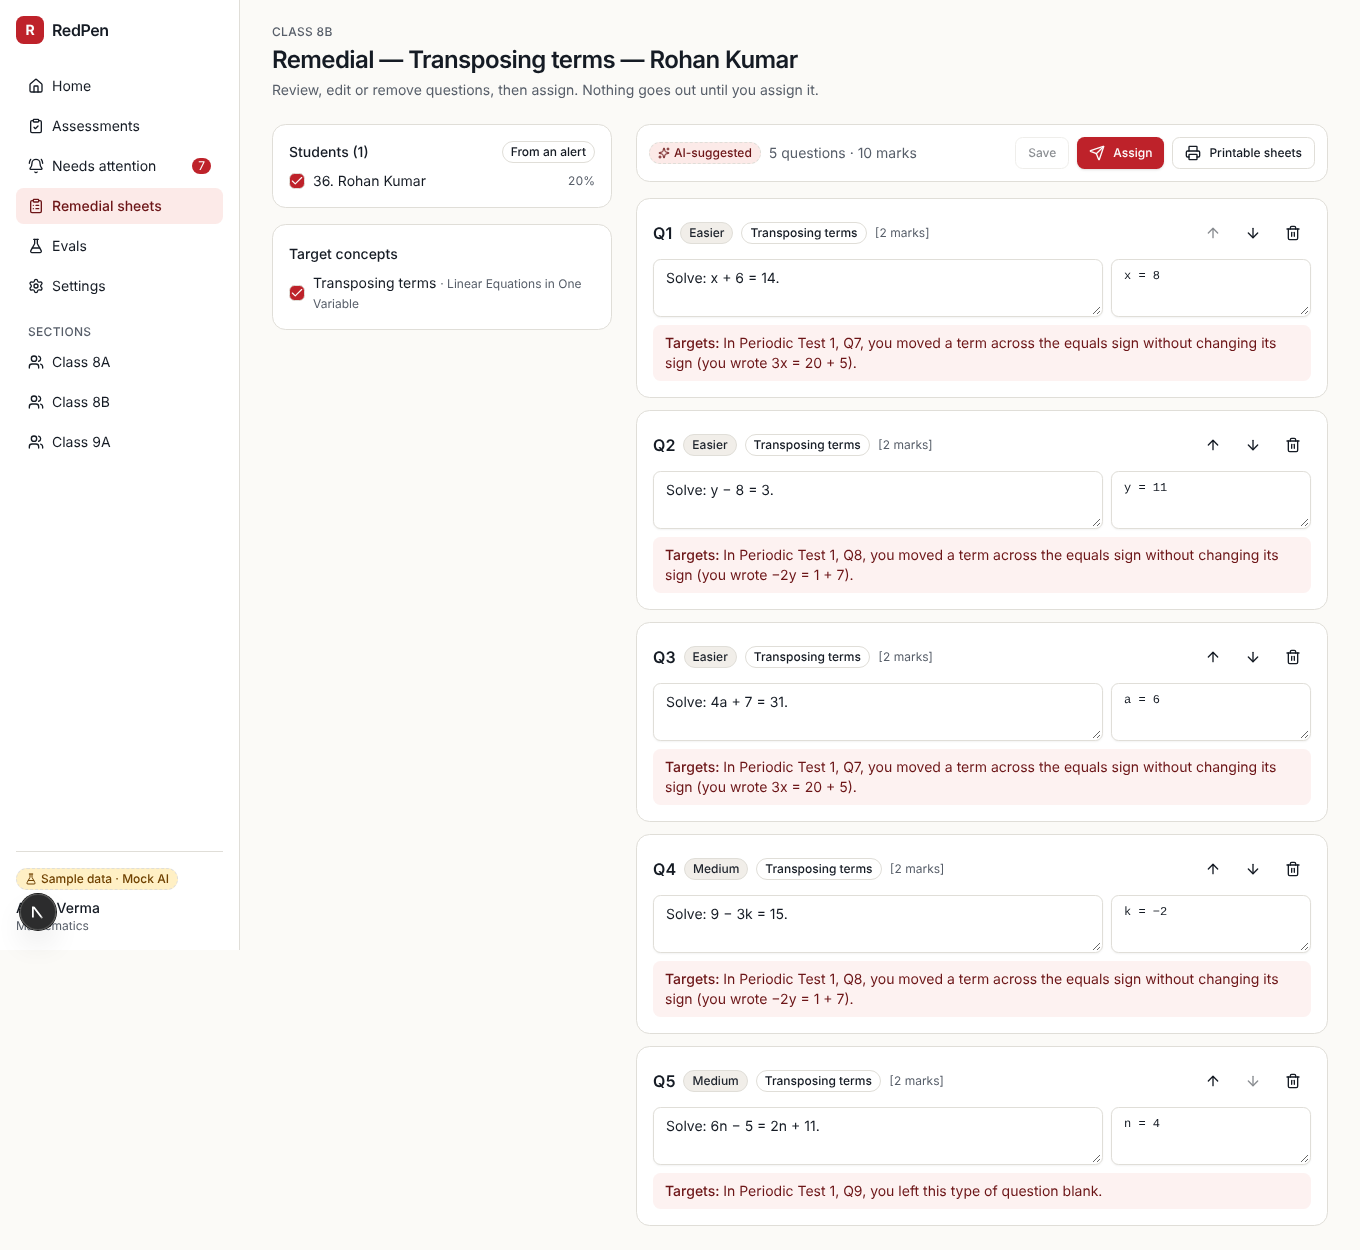 R RedPen
Home
Assessments
Needs attention 7
Remedial sheets
Evals
Settings
SECTIONS
Class 8A
Class 8B
Class 9A
Sample data · Mock AI
Verma
CLASS 8B
Remedial — Transposing terms — Rohan Kumar
Review, edit or remove questions, then assign. Nothing goes out until you assign it.
Students (1) From an alert
36. Rohan Kumar 20%
Target concepts
Transposing terms · Linear Equations in One
Variable
AI-suggested 5 questions · 10 marks Save Assign Printable sheets
Q1 Easier Transposing terms [2 marks]
Solve: x + 6 = 14. x = 8
Targets: In Periodic Test 1, Q7, you moved a term across the equals sign without changing its
sign (you wrote 3x = 20 + 5).
Q2 Easier Transposing terms [2 marks]
Solve: y − 8 = 3. y = 11
Targets: In Periodic Test 1, Q8, you moved a term across the equals sign without changing its
sign (you wrote −2y = 1 + 7).
Q3 Easier Transposing terms [2 marks]
Solve: 4a + 7 = 31. a = 6
Targets: In Periodic Test 1, Q7, you moved a term across the equals sign without changing its
sign (you wrote 3x = 20 + 5).
Q4 Medium Transposing terms [2 marks]
Solve: 9 − 3k = 15. k = −2
Targets: In Periodic Test 1, Q8, you moved a term across the equals sign without changing its
sign (you wrote −2y = 1 + 7).
Q5 Medium Transposing terms [2 marks]
Solve: 6n − 5 = 2n + 11. n = 4
Targets: In Periodic Test 1, Q9, you left this type of question blank.